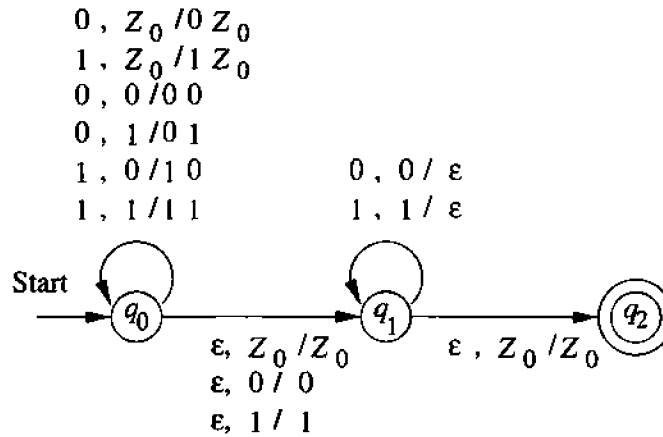 0 , Z0 / 0 Z0
1 , Z0 / 1 Z0
0 , 0 / 0 0
0 , 1 / 0 1
1 , 0 / 1 0
1 , 1 / 1 1
0 , 0 / ε
1 , 1 / ε
Start
q0
q1
q2
ε, Z0 / Z0
ε, 0 / 0
ε, 1 / 1
ε , Z0 / Z0